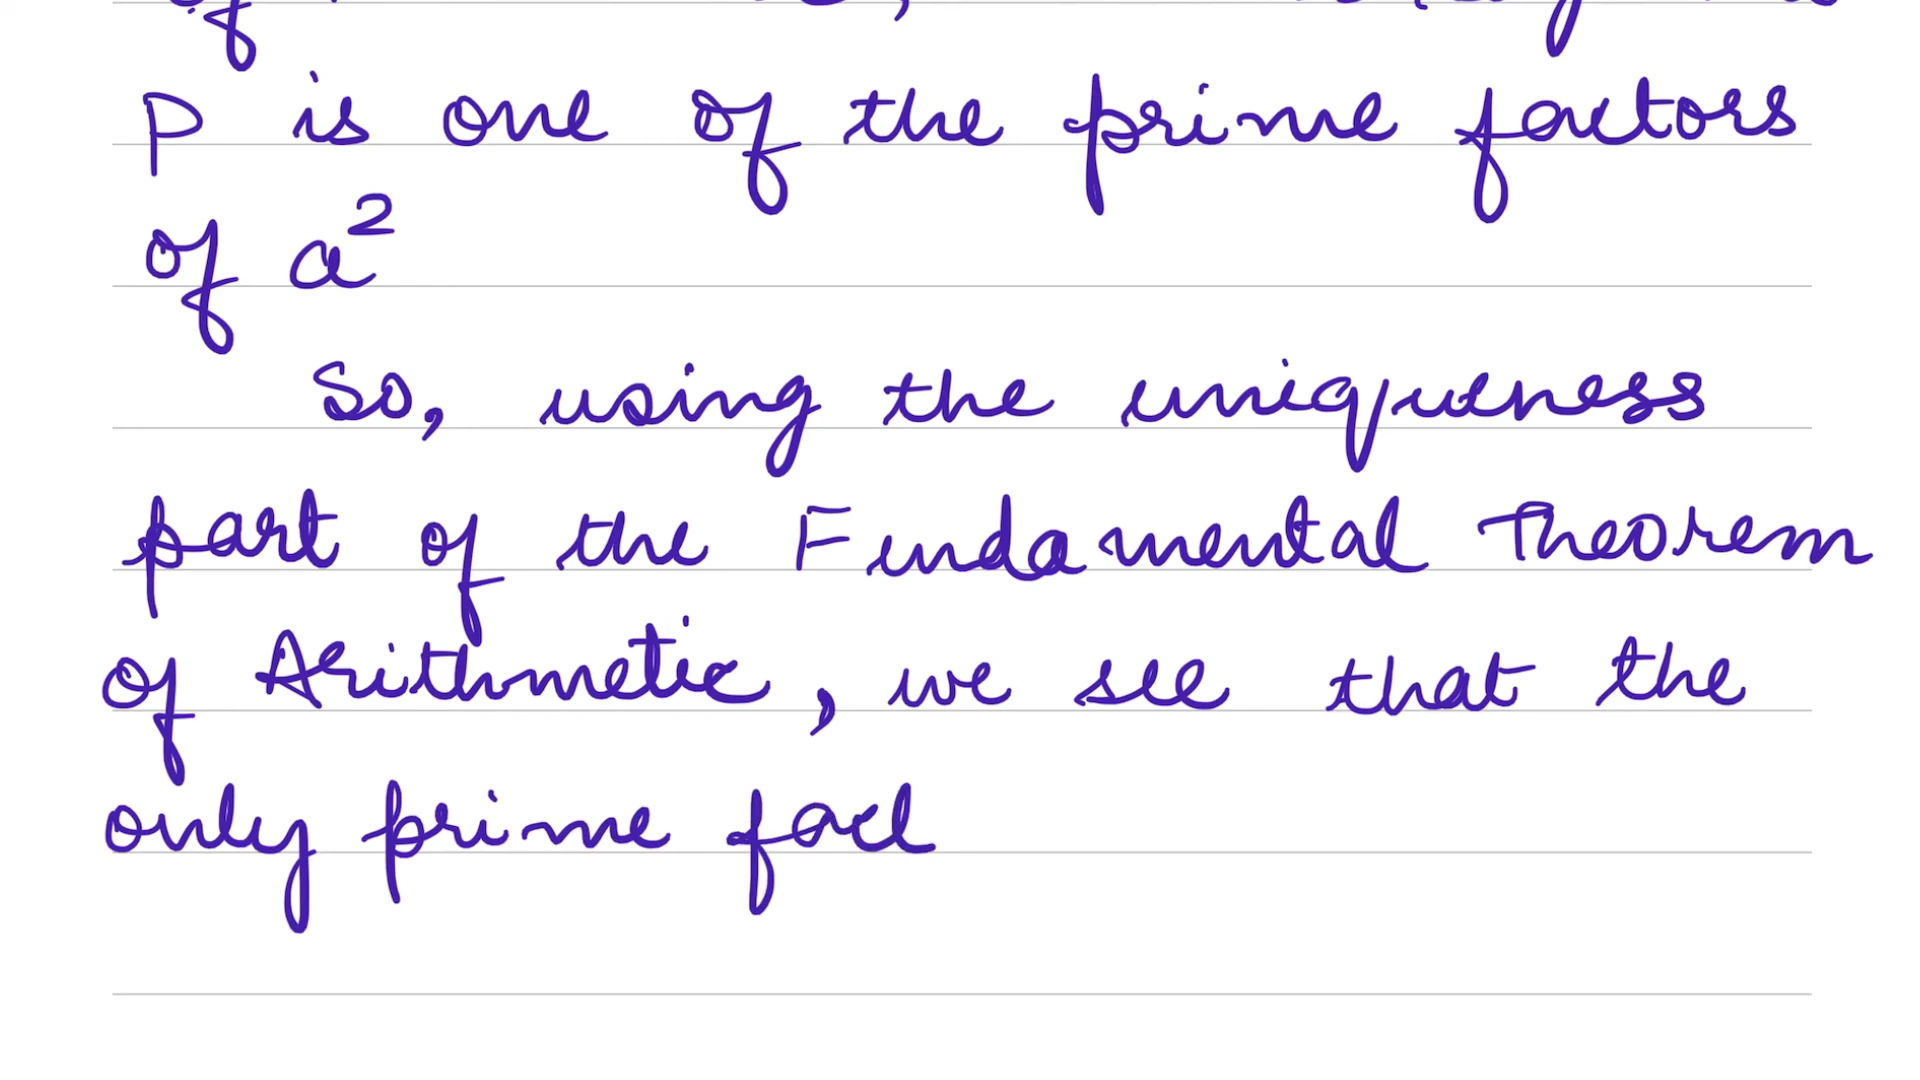 p is one of the prime factors
of a²
So, using the uniqueness
part of the Fundamental Theorem
of Arithmetic, we see that the
only prime fact